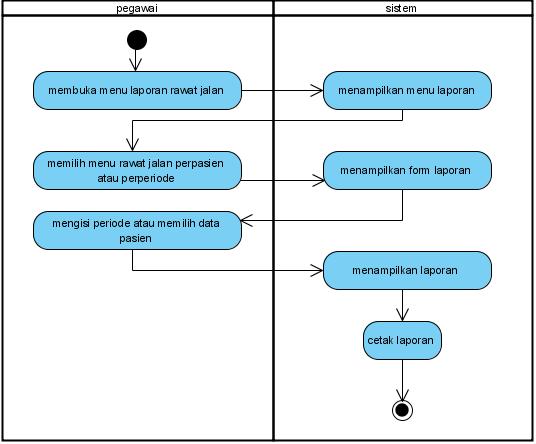 pegawai
sistem
membuka menu laporan rawat jalan
menampilkan menu laporan
memilih menu rawat jalan perpasien
atau perperiode
menampilkan form laporan
mengisi periode atau memilih data
pasien
menampilkan laporan
cetak laporan